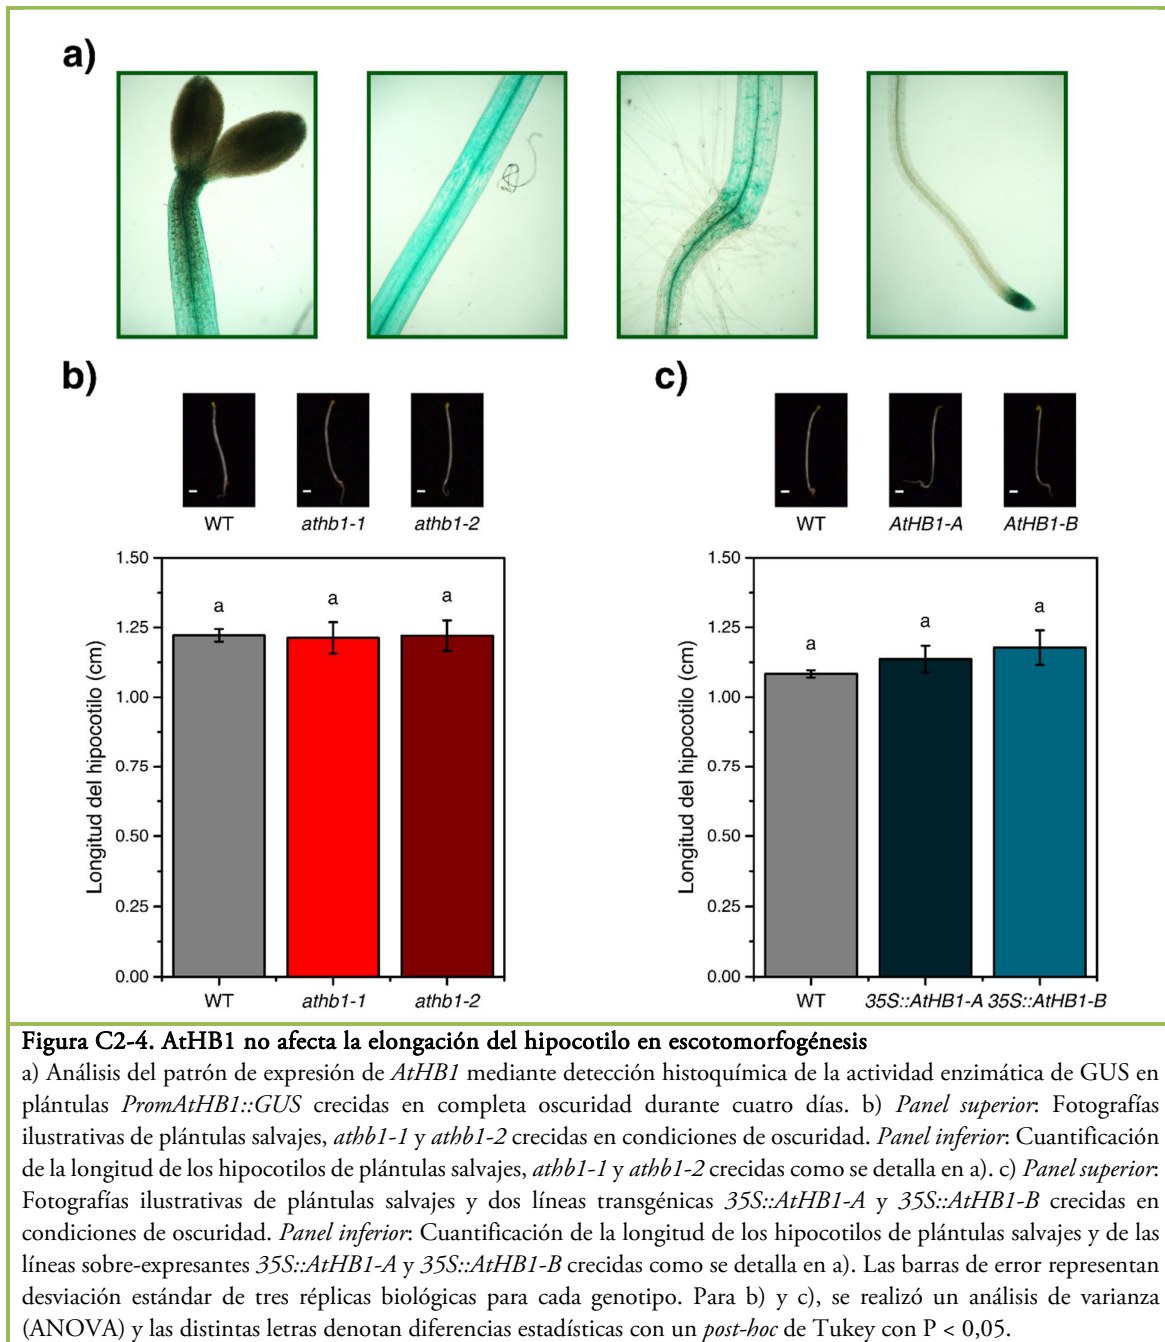 a)
b)
c)
WT athb1-1 athb1-2
WT AtHB1-A AtHB1-B
1.50
1.25
1.00
0.75
0.50
0.25
0.00
Longitud del hipocotilo (cm)
a a a
WT athb1-1 athb1-2
1.50
1.25
1.00
0.75
0.50
0.25
0.00
Longitud del hipocotilo (cm)
a a a
WT 35S::AtHB1-A 35S::AtHB1-B
Figura C2-4. AtHB1 no afecta la elongación del hipocotilo en escotomorfogénesis
a) Análisis del patrón de expresión de AtHB1 mediante detección histoquímica de la actividad enzimática de GUS en
plántulas PromAtHB1::GUS crecidas en completa oscuridad durante cuatro días. b) Panel superior: Fotografías
ilustrativas de plántulas salvajes, athb1-1 y athb1-2 crecidas en condiciones de oscuridad. Panel inferior: Cuantificación
de la longitud de los hipocotilos de plántulas salvajes, athb1-1 y athb1-2 crecidas como se detalla en a). c) Panel superior:
Fotografías ilustrativas de plántulas salvajes y dos líneas transgénicas 35S::AtHB1-A y 35S::AtHB1-B crecidas en
condiciones de oscuridad. Panel inferior: Cuantificación de la longitud de los hipocotilos de plántulas salvajes y de las
líneas sobre-expresantes 35S::AtHB1-A y 35S::AtHB1-B crecidas como se detalla en a). Las barras de error representan
desviación estándar de tres réplicas biológicas para cada genotipo. Para b) y c), se realizó un análisis de varianza
(ANOVA) y las distintas letras denotan diferencias estadísticas con un post-hoc de Tukey con P < 0,05.